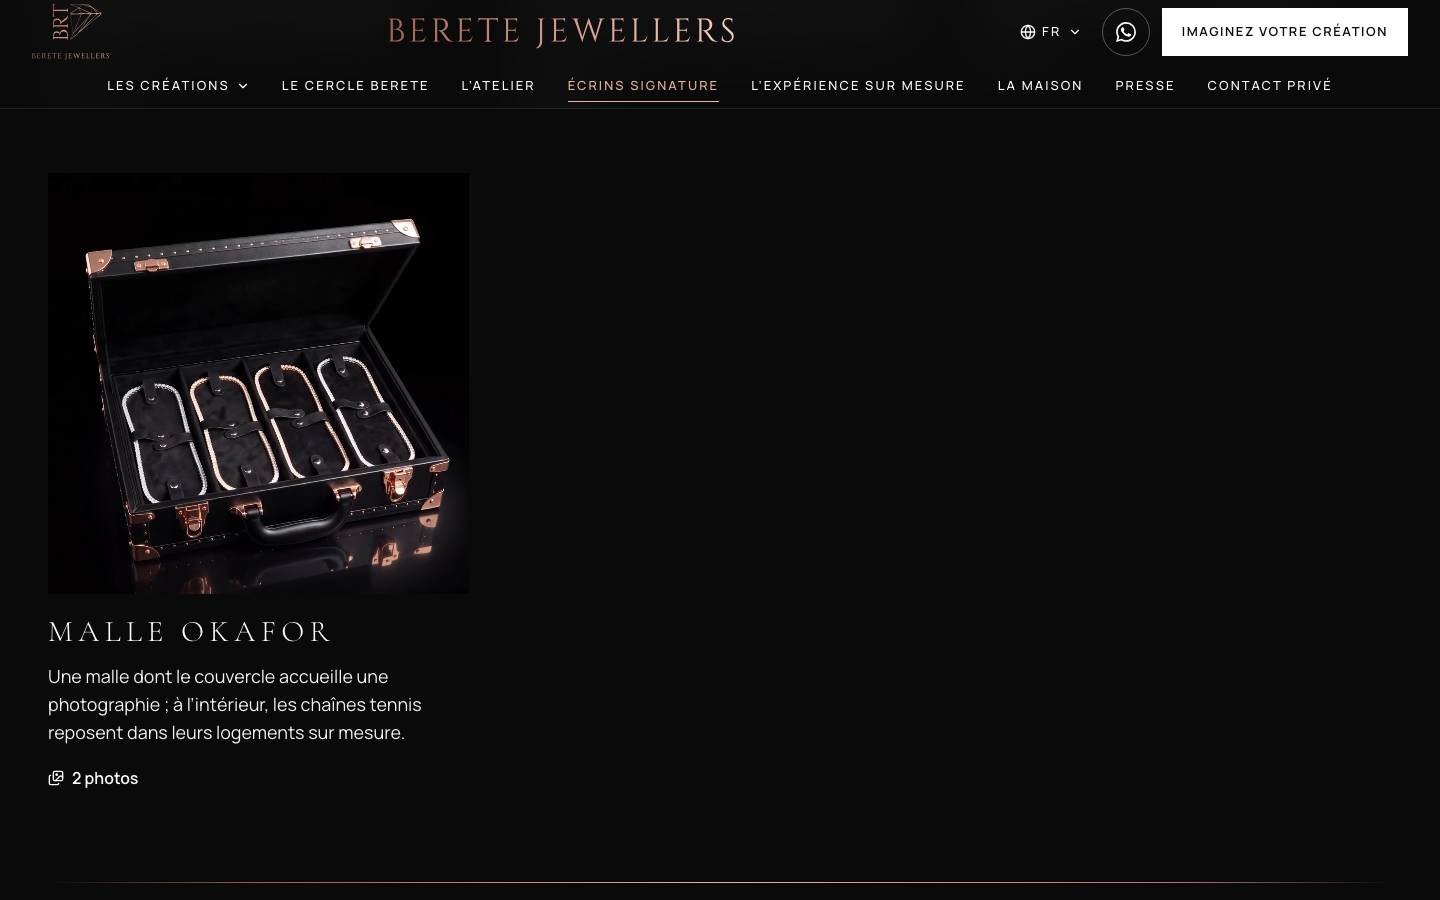 BRT
BERETE JEWELLERS
BERETE JEWELLERS
FR
IMAGINEZ VOTRE CRÉATION
LES CRÉATIONS
LE CERCLE BERETE
L'ATELIER
ÉCRINS SIGNATURE
L'EXPÉRIENCE SUR MESURE
LA MAISON
PRESSE
CONTACT PRIVÉ
MALLE OKAFOR
Une malle dont le couvercle accueille une
photographie ; à l'intérieur, les chaînes tennis
reposent dans leurs logements sur mesure.
2 photos